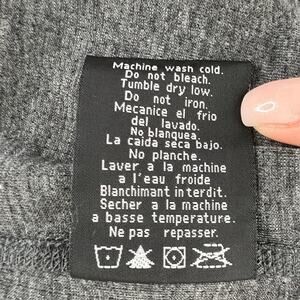 Machine wash cold.
Do not bleach.
Tumble dry low.
Do not iron.
Mecanice el frio
del lavado.
No blanquea.
La caida seca bajo.
No planche.
Laver a la machine
a l'eau froide
Blanchimant interdit.
Secher a la machine
a basse temperature.
Ne pas repasser.